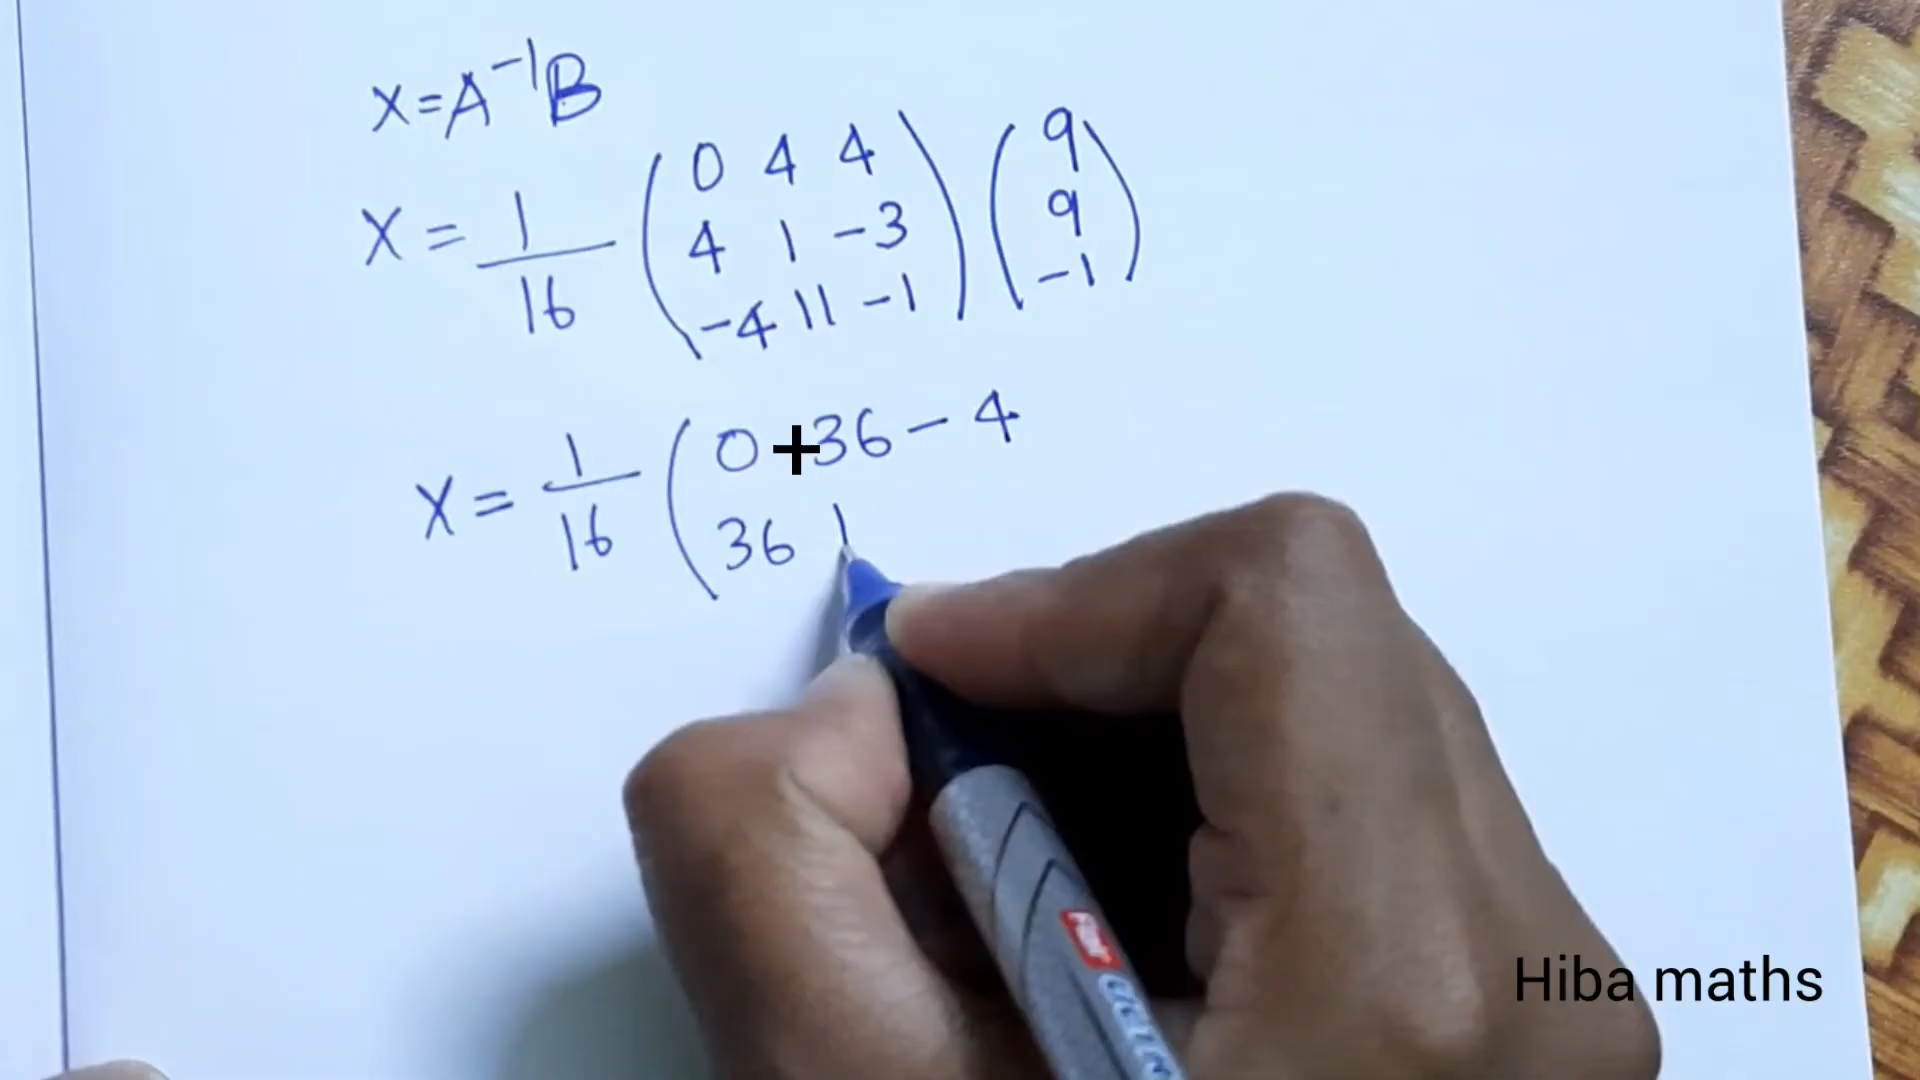 X=A⁻¹B
X = 1/16 (0 4 4
4 1 -3
-4 11 -1) (9
9
-1)
X = 1/16 (0 + 36 - 4
36
Hiba maths